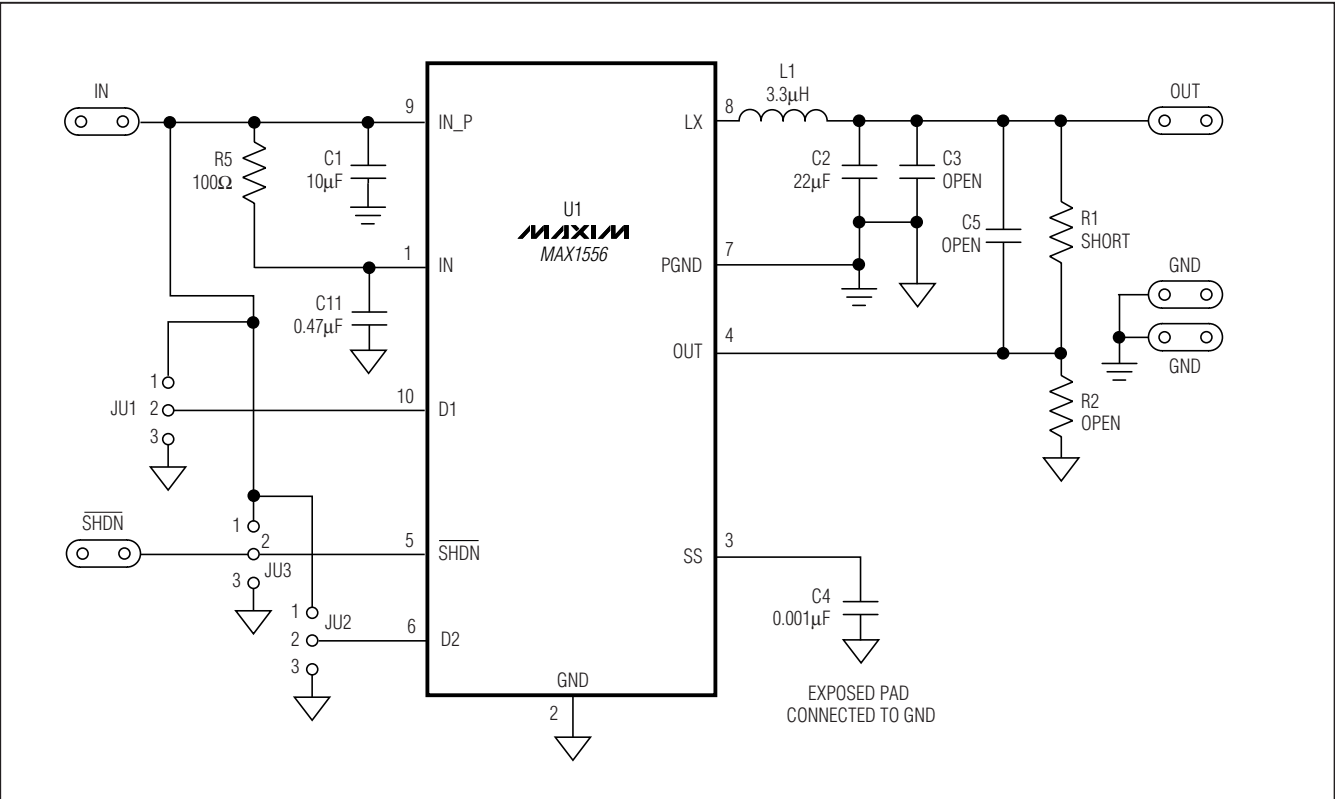 IN
9
IN_P
R5
100Ω
C1
10µF
1
IN
C11
0.47µF
1
JU1
2
3
10
D1
SHDN
1
2
JU3
3
5
SHDN
1
JU2
2
3
6
D2
U1
MAXIM
MAX1556
GND
2
L1
3.3µH
8
LX
OUT
C2
22µF
C3
OPEN
C5
OPEN
R1
SHORT
7
PGND
GND
GND
4
OUT
R2
OPEN
3
SS
C4
0.001µF
EXPOSED PAD
CONNECTED TO GND